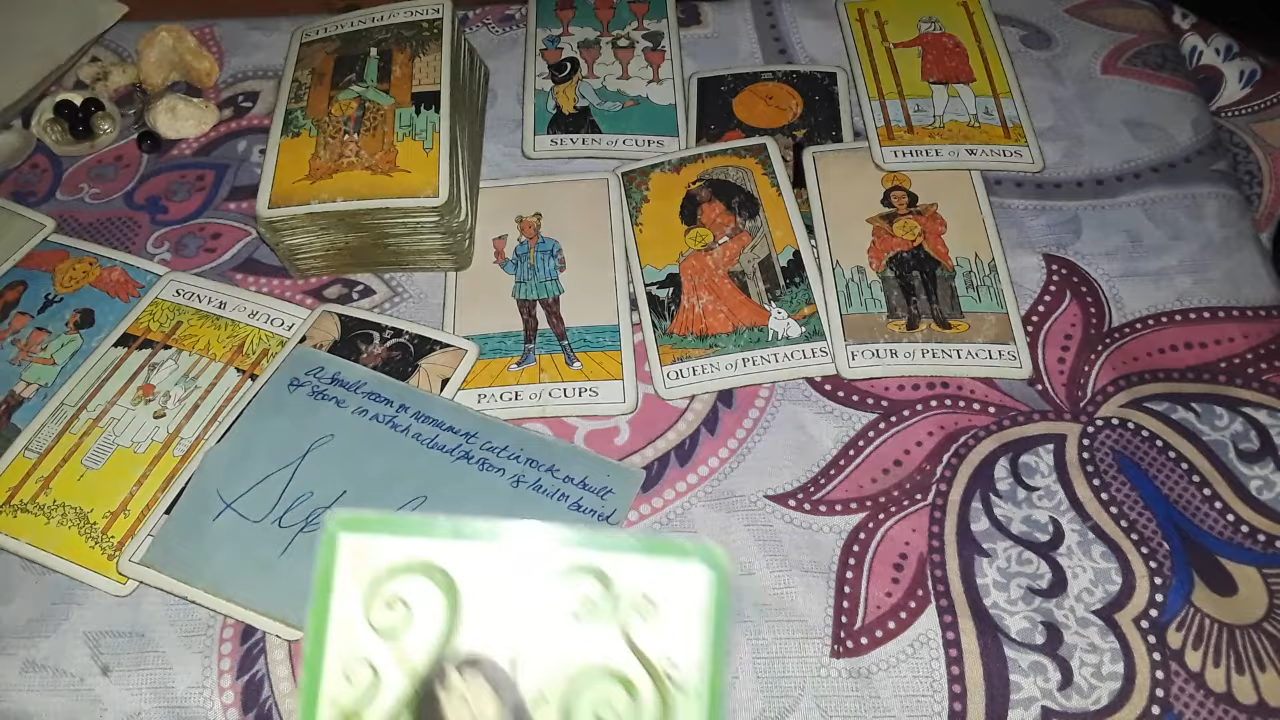 KING of PENTACLES
SEVEN of CUPS
THREE of WANDS
FOUR of WANDS
PAGE of CUPS
QUEEN of PENTACLES
FOUR of PENTACLES
A small room or monument cut in rock or built
of stone in which a dead person is laid or buried